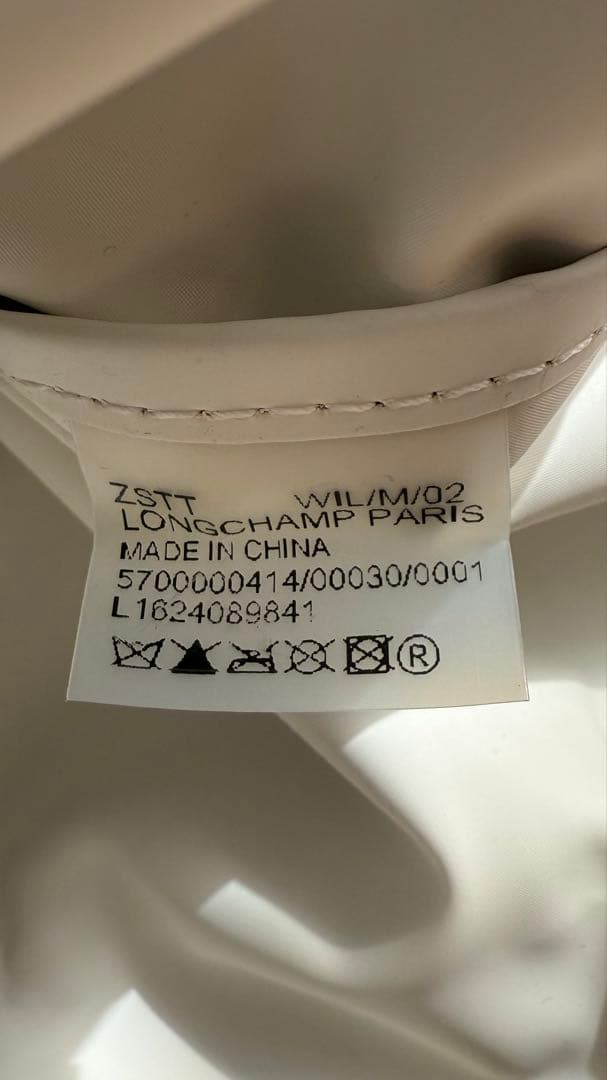 ZSTT WIL/M/02
LONGCHAMP PARIS
MADE IN CHINA
5700000414/00030/0001
L1624089841
®